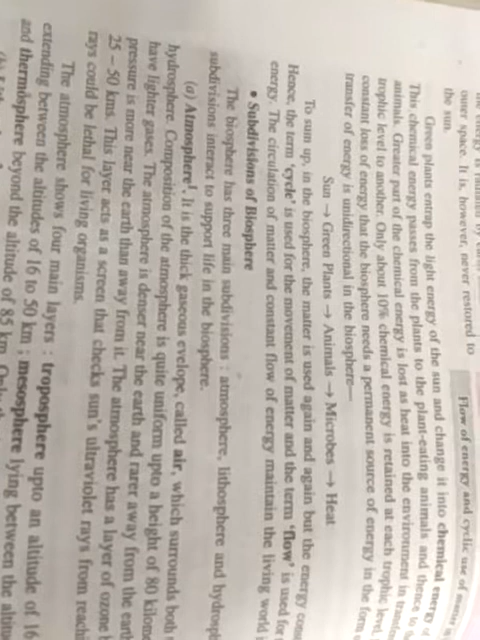 the energy is radiated by
outer space. It is, however, never restored to
the sun.
Flow of energy and cyclic use of matter
Green plants entrap the light energy of the sun and change it into chemical energy
This chemical energy passes from the plants to the plant-eating animals and thence to
animals. Greater part of the chemical energy is lost as heat into the environment in
trophic level to another. Only about 10% chemical energy is retained at each trophic
constant loss of energy that the biosphere needs a permanent source of energy in the form
transfer of energy is unidirectional in the biosphere—
Sun → Green Plants → Animals → Microbes → Heat
To sum up, in the biosphere, the matter is used again and again but the energy
Hence, the term 'cycle' is used for the movement of matter and the term 'flow' is used for
energy. The circulation of matter and constant flow of energy maintain the living world
• Subdivisions of Biosphere
The biosphere has three main subdivisions : atmosphere, lithosphere and
subdivisions interact to support life in the biosphere.
(a) Atmosphere¹. It is the thick gaseous evelope, called air, which surrounds both
hydrosphere. Composition of the atmosphere is quite uniform upto a height of 80
have lighter gases. The atmosphere is denser near the earth and rarer away from the
pressure is more near the earth than away from it. The atmosphere has a layer of ozone
25 – 50 kms. This layer acts as a screen that checks sun's ultraviolet rays from
rays could be lethal for living organisms.
The atmosphere shows four main layers : troposphere upto an altitude of 16
extending between the altitudes of 16 to 50 km ; mesosphere lying between the
and thermosphere beyond the altitude of 85 km.